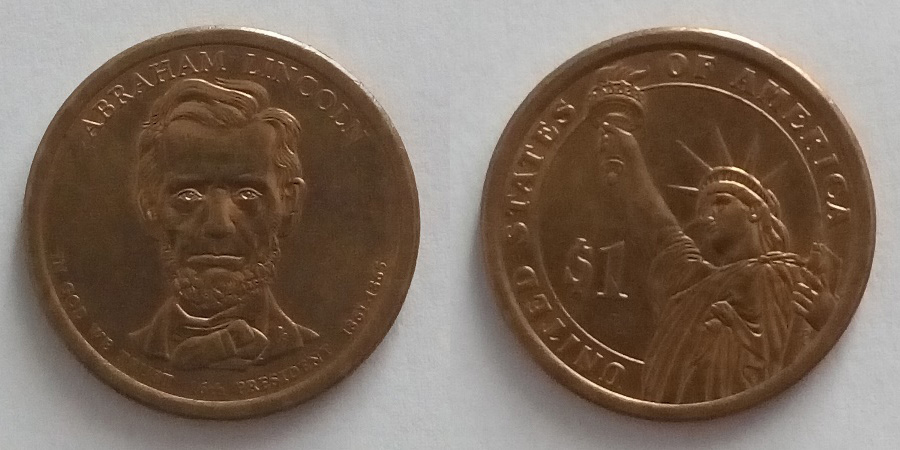 ABRAHAM LINCOLN
IN GOD WE TRUST 16th PRESIDENT 1861-1865
UNITED STATES OF AMERICA
$1